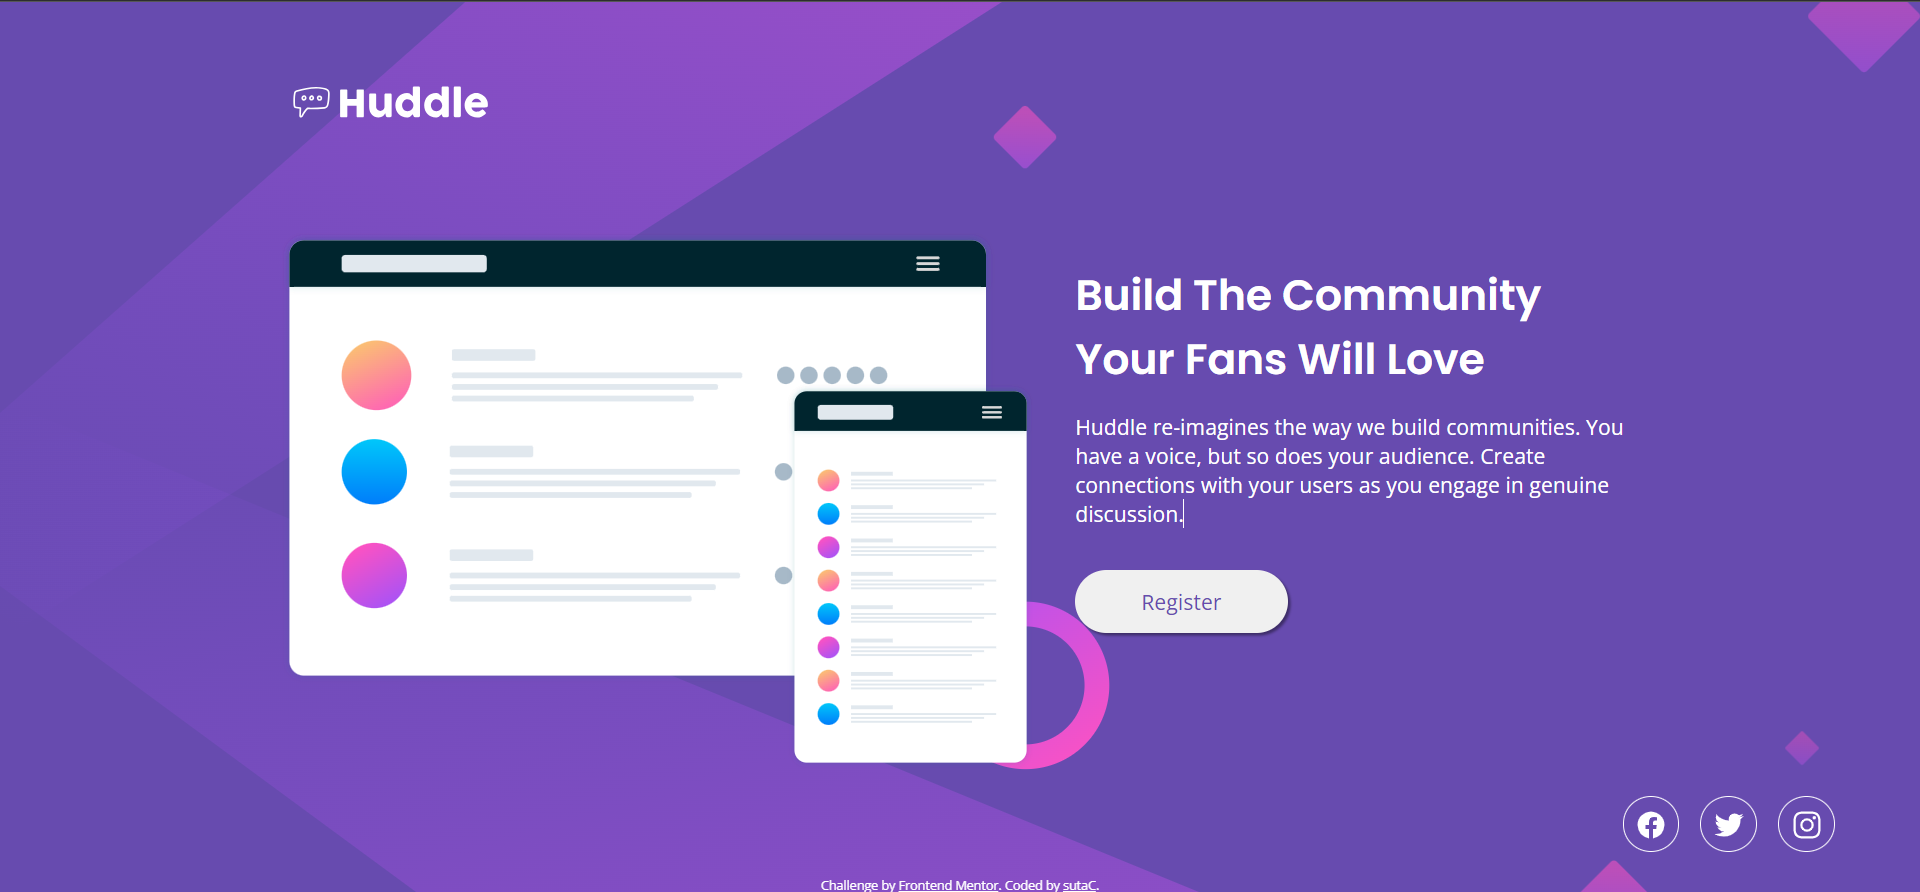 Huddle
Build The Community
Your Fans Will Love
Huddle re-imagines the way we build communities. You
have a voice, but so does your audience. Create
connections with your users as you engage in genuine
discussion.
Register
Challenge by Frontend Mentor. Coded by sutaC.